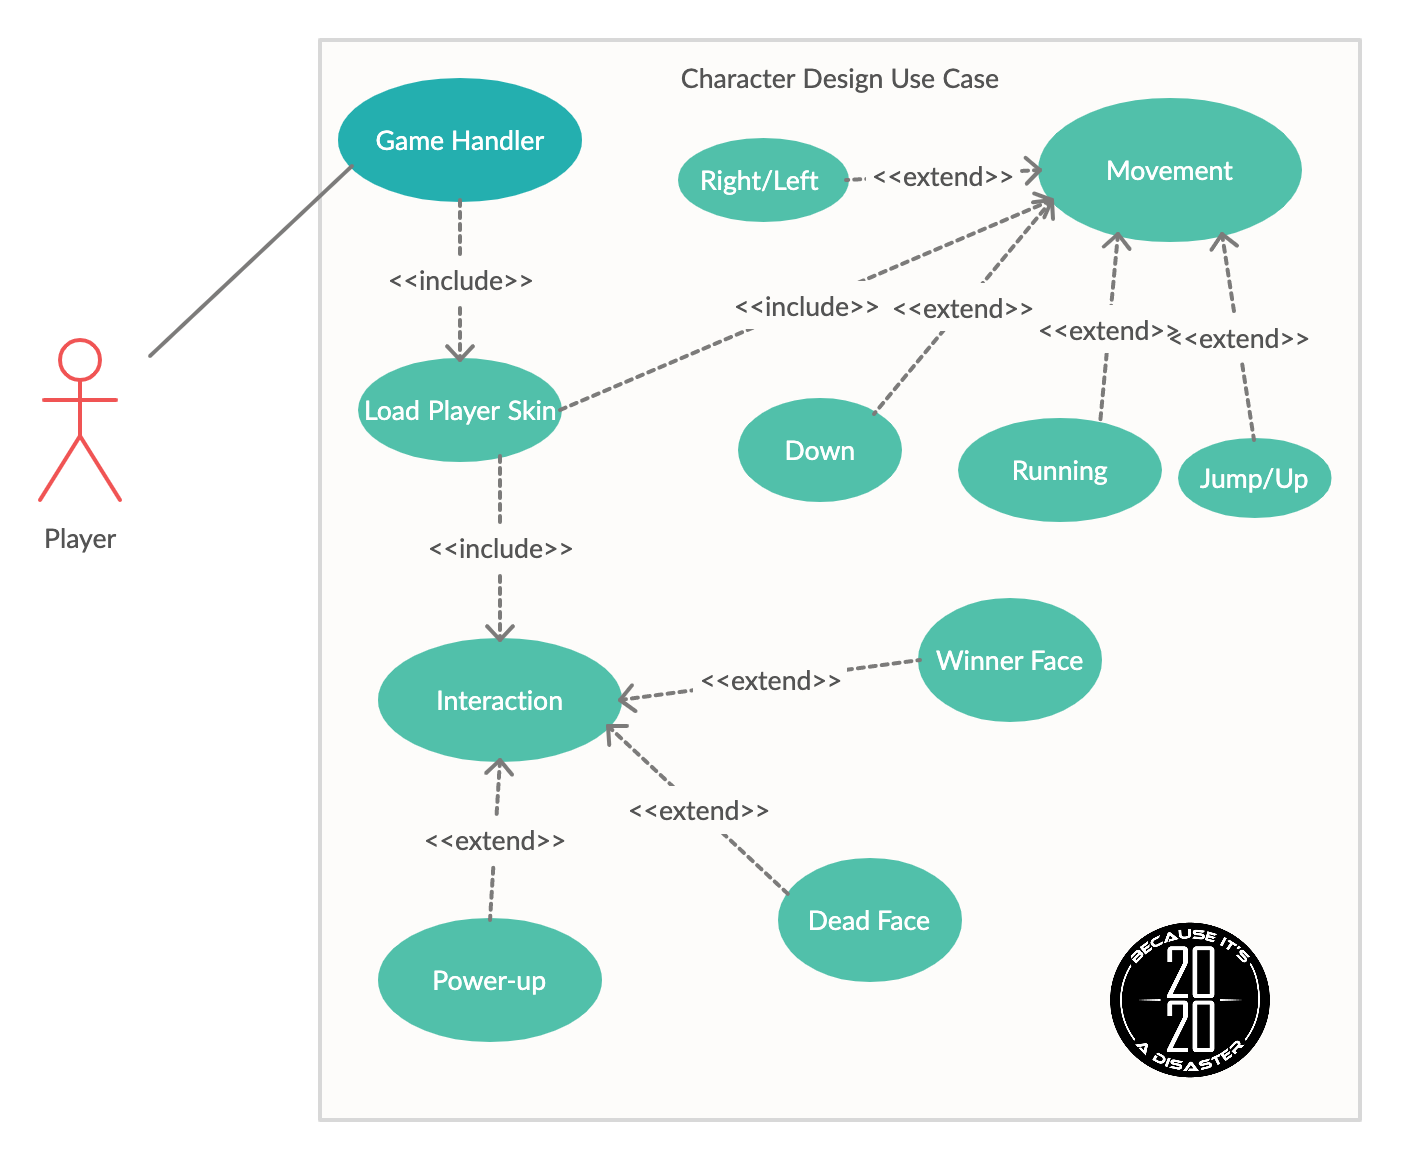 Character Design Use Case
Game Handler
Right/Left
<<extend>>
Movement
<<include>>
<<include>>
<<extend>>
<<extend>>
<<extend>>
Load Player Skin
Down
Running
Jump/Up
Player
<<include>>
Interaction
<<extend>>
Winner Face
<<extend>>
<<extend>>
Power-up
Dead Face
BECAUSE IT'S
20
20
A DISASTER